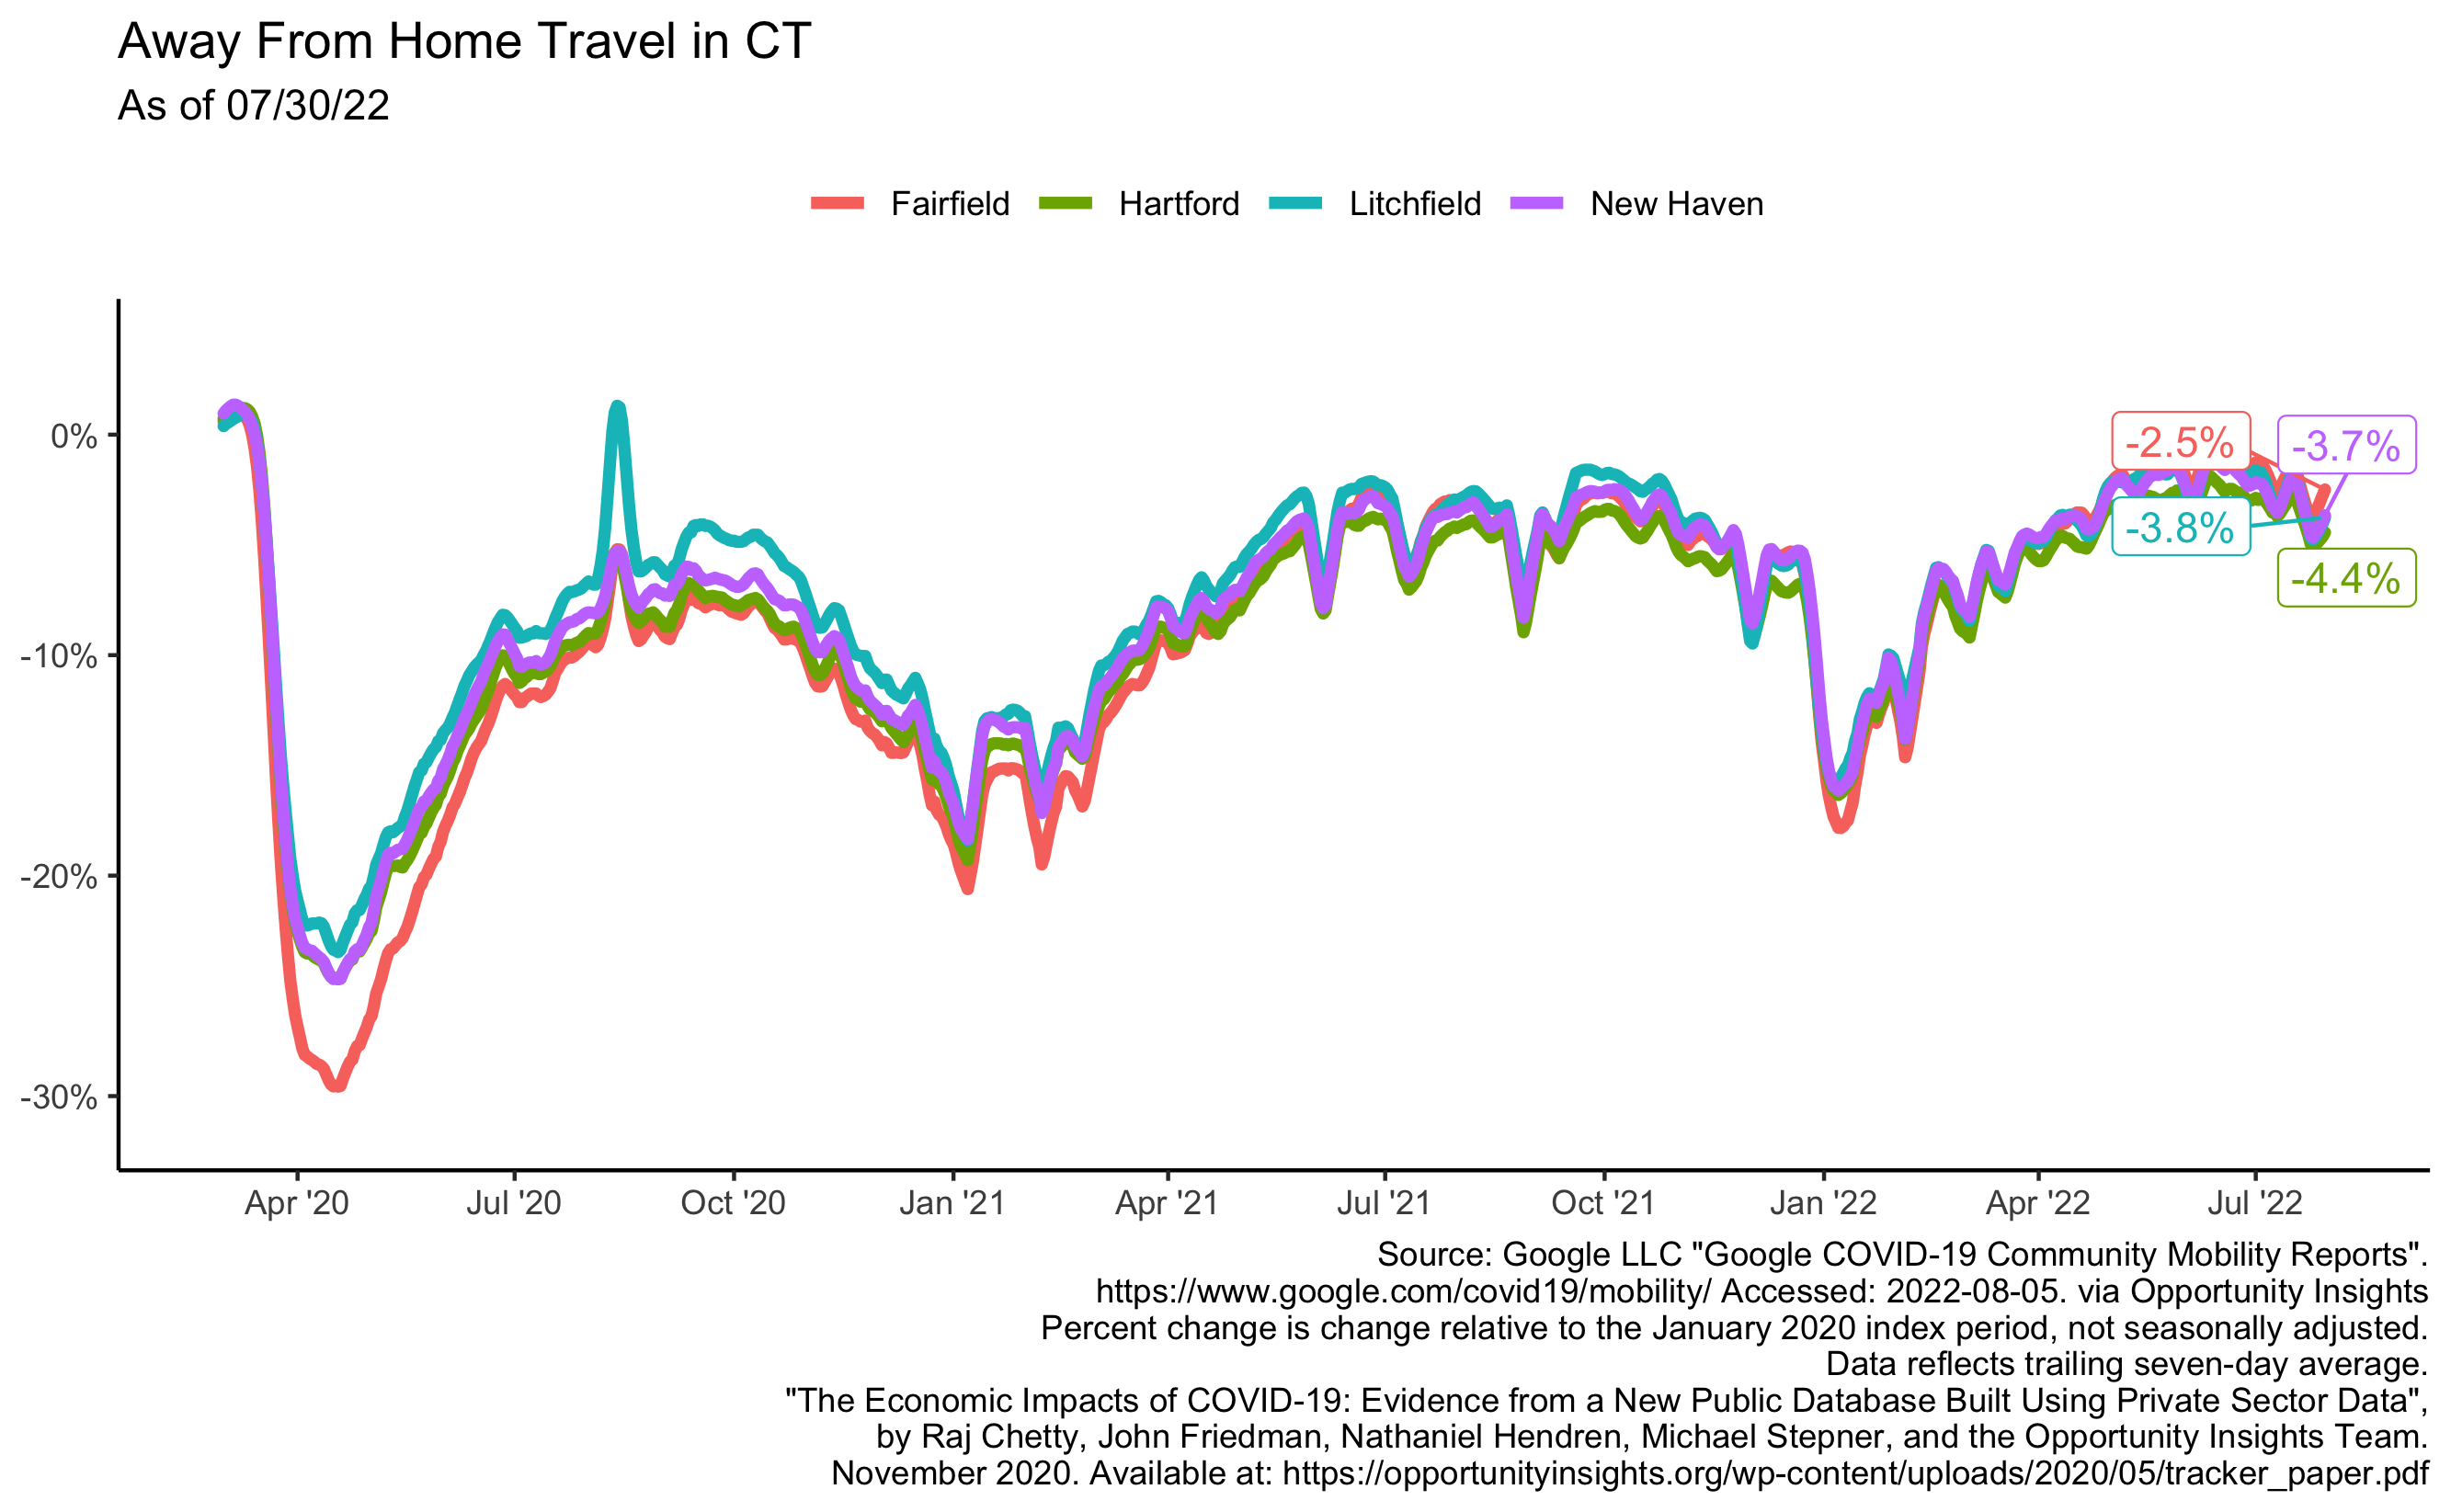 Away From Home Travel in CT
As of 07/30/22
Fairfield Hartford Litchfield New Haven
0%
-10%
-20%
-30%
-2.5%
-3.7%
-3.8%
-4.4%
Apr '20 Jul '20 Oct '20 Jan '21 Apr '21 Jul '21 Oct '21 Jan '22 Apr '22 Jul '22
Source: Google LLC "Google COVID-19 Community Mobility Reports".
https://www.google.com/covid19/mobility/ Accessed: 2022-08-05. via Opportunity Insights
Percent change is change relative to the January 2020 index period, not seasonally adjusted.
Data reflects trailing seven-day average.
"The Economic Impacts of COVID-19: Evidence from a New Public Database Built Using Private Sector Data",
by Raj Chetty, John Friedman, Nathaniel Hendren, Michael Stepner, and the Opportunity Insights Team.
November 2020. Available at: https://opportunityinsights.org/wp-content/uploads/2020/05/tracker_paper.pdf